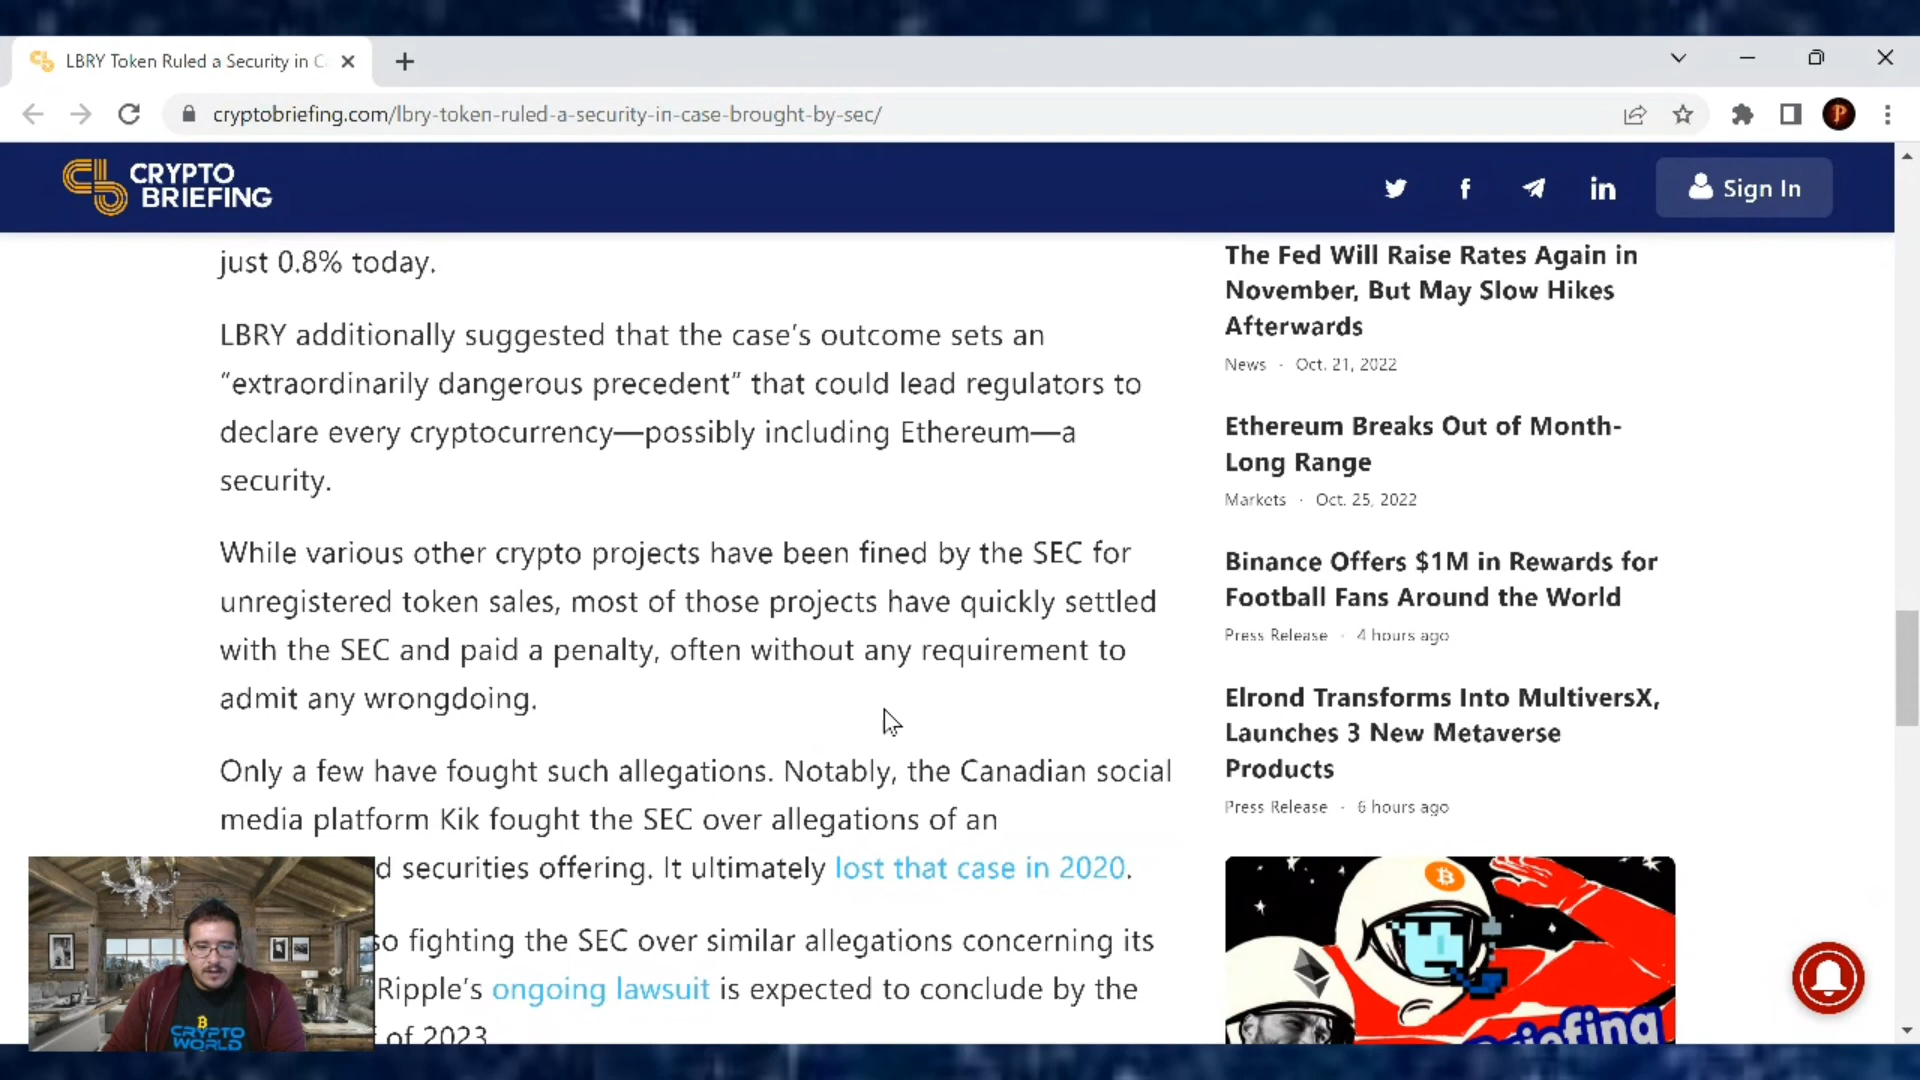 LBRY Token Ruled a Security in C
cryptobriefing.com/lbry-token-ruled-a-security-in-case-brought-by-sec/
CRYPTO
BRIEFING
Sign In
just 0.8% today.
LBRY additionally suggested that the case’s outcome sets an
“extraordinarily dangerous precedent” that could lead regulators to
declare every cryptocurrency—possibly including Ethereum—a
security.
While various other crypto projects have been fined by the SEC for
unregistered token sales, most of those projects have quickly settled
with the SEC and paid a penalty, often without any requirement to
admit any wrongdoing.
Only a few have fought such allegations. Notably, the Canadian social
media platform Kik fought the SEC over allegations of an
d securities offering. It ultimately lost that case in 2020.
so fighting the SEC over similar allegations concerning its
Ripple’s ongoing lawsuit is expected to conclude by the
of 2023
The Fed Will Raise Rates Again in
November, But May Slow Hikes
Afterwards
News · Oct. 21, 2022
Ethereum Breaks Out of Month-
Long Range
Markets · Oct. 25, 2022
Binance Offers $1M in Rewards for
Football Fans Around the World
Press Release · 4 hours ago
Elrond Transforms Into MultiversX,
Launches 3 New Metaverse
Products
Press Release · 6 hours ago
Briefing
CRYPTO
WORLD